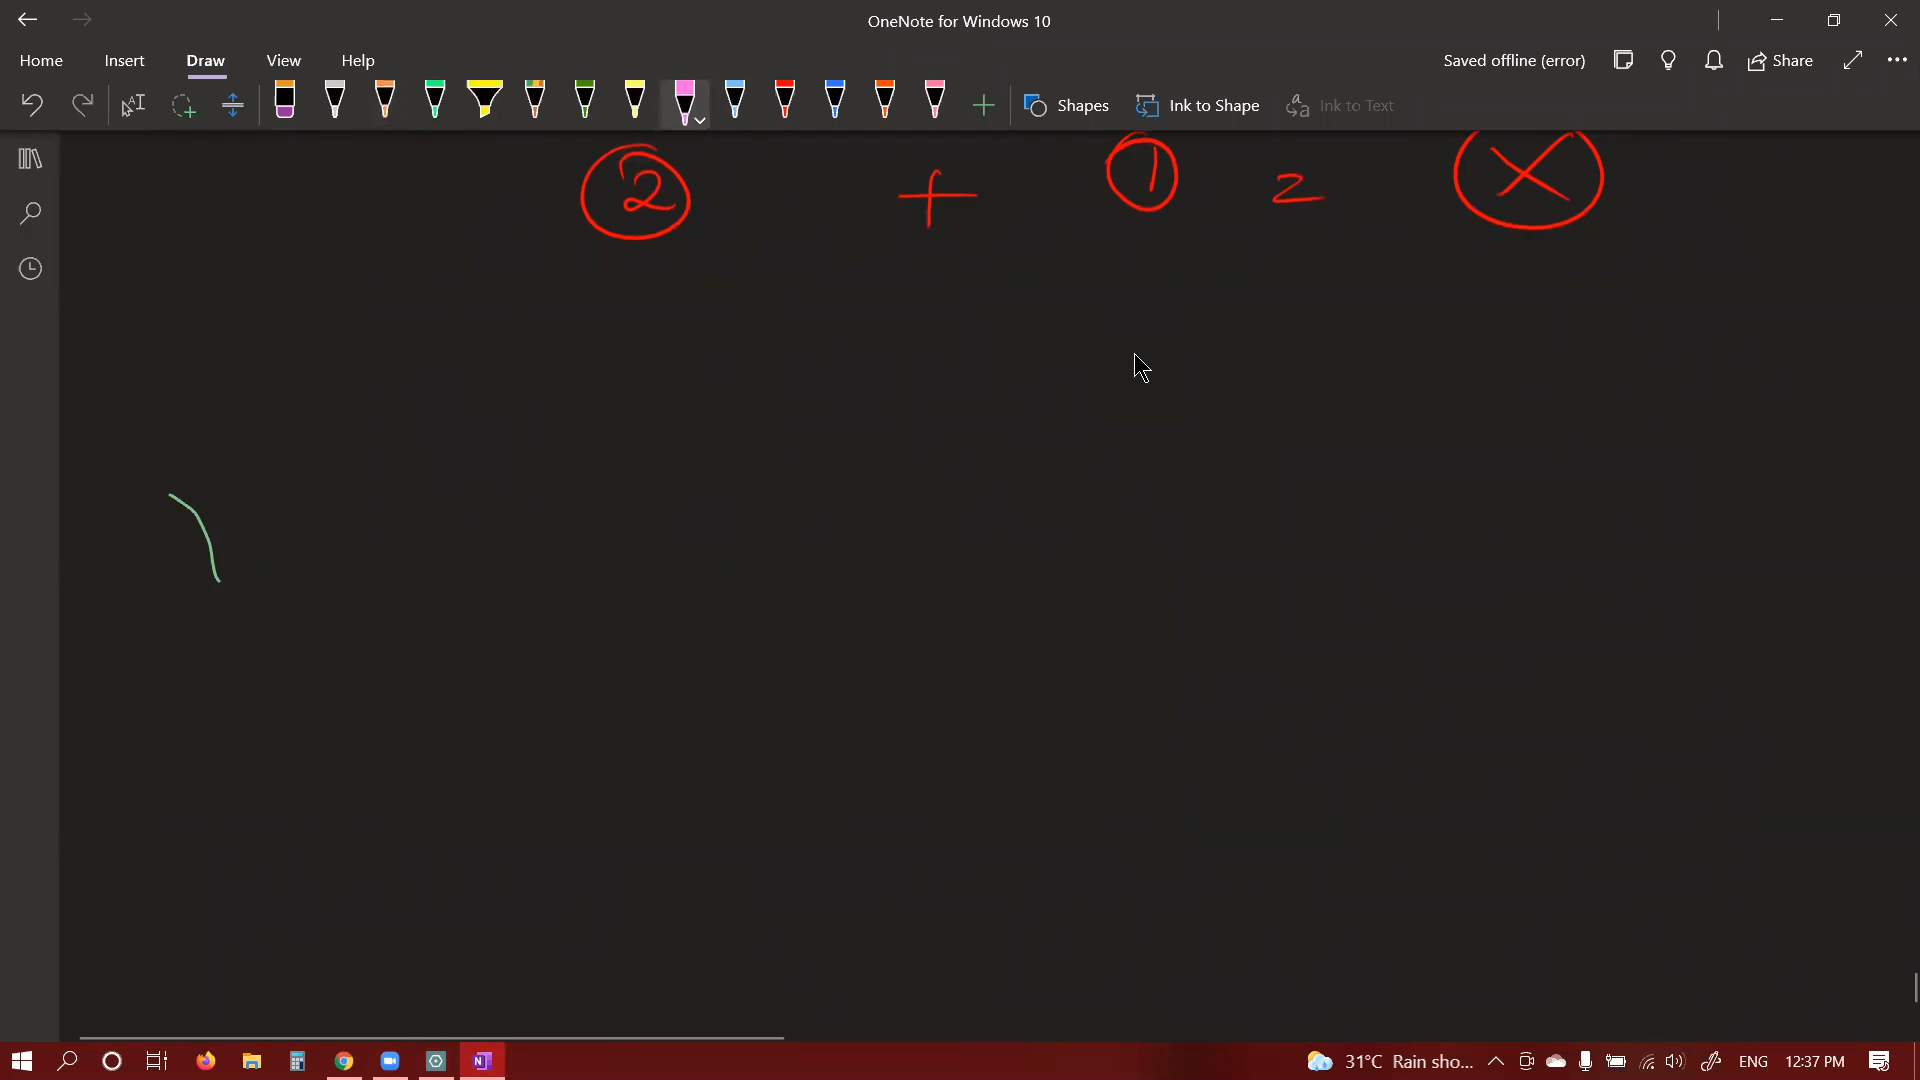 OneNote for Windows 10
Home Insert Draw View Help Saved offline (error) Share
Shapes Ink to Shape Ink to Text
2 + 1 = X
31°C Rain sho... ENG 12:37 PM